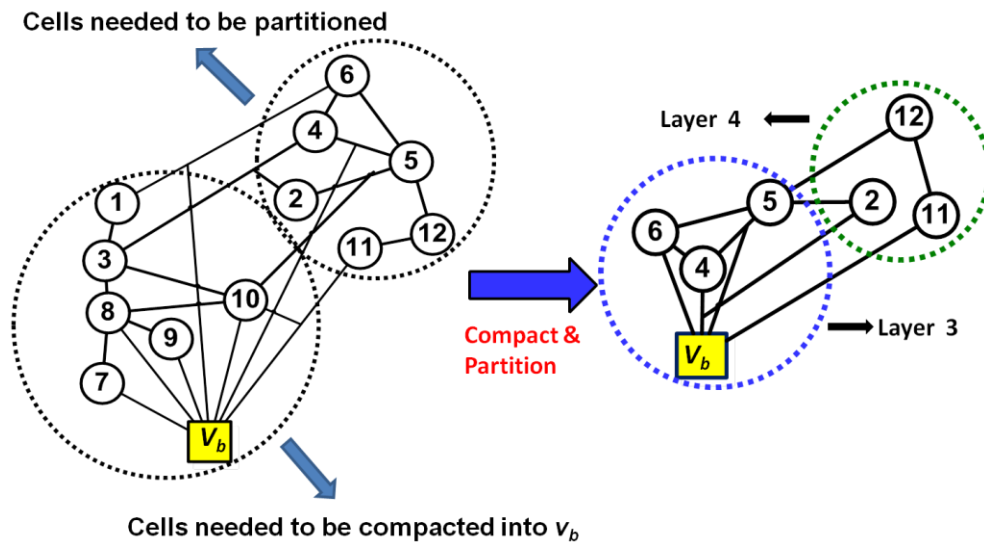 Cells needed to be partitioned
6
4
5
2
1
12
11
3
10
8
9
7
Vb
Cells needed to be compacted into vb
Compact &
Partition
Layer 4
12
5
2
11
6
4
Layer 3
Vb